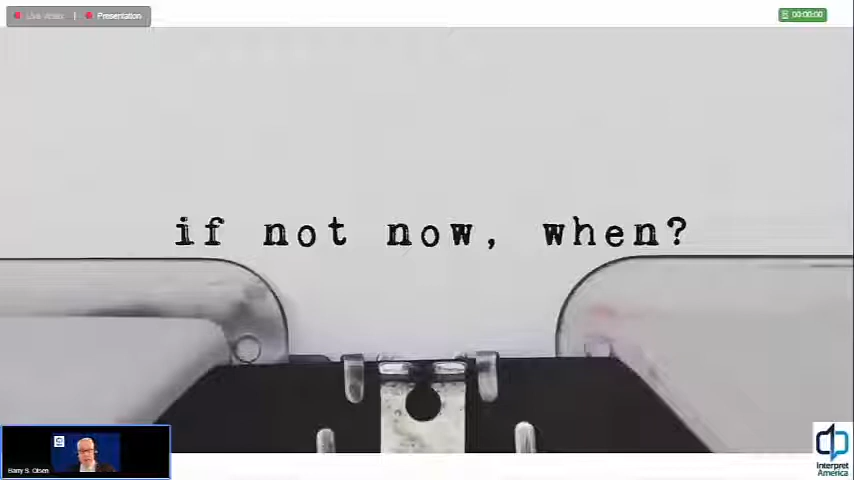 Live Video | Presentation
00:00:00
if not now, when?
Barry S. Olsen
Interpret
America